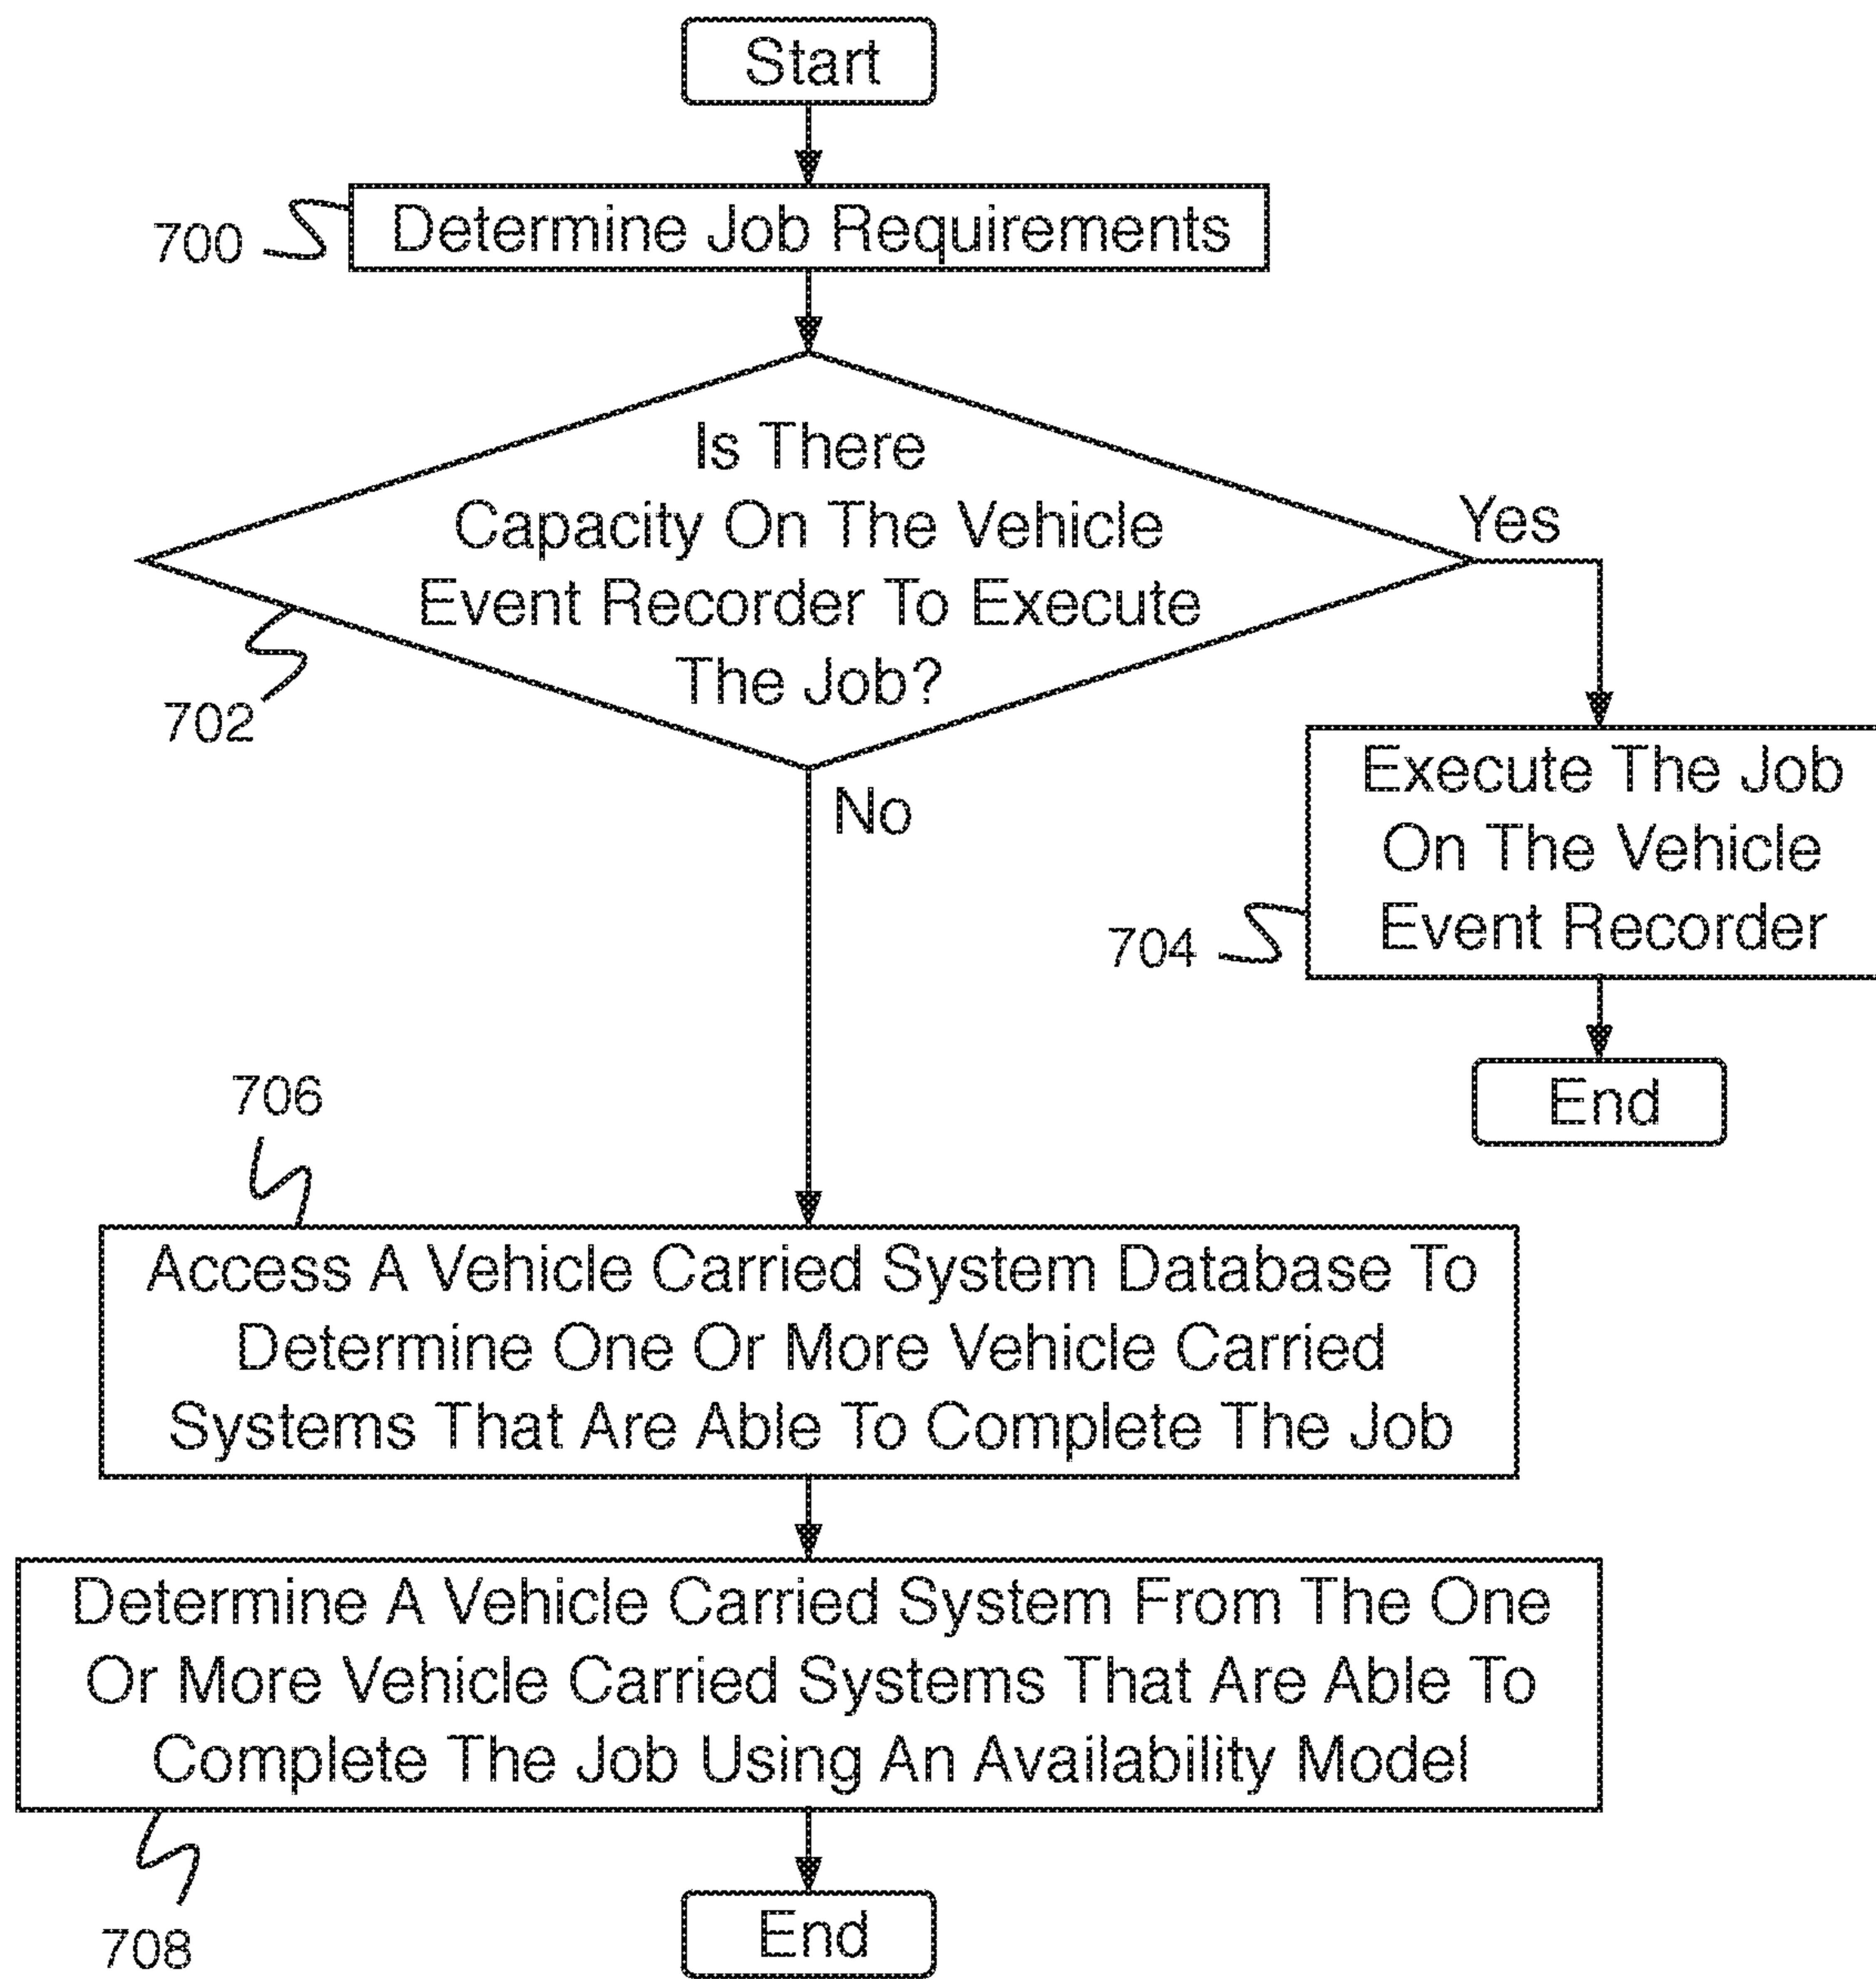 Start
700
Determine Job Requirements
Is There
Capacity On The Vehicle
Event Recorder To Execute
The Job?
702
Yes
No
Execute The Job
On The Vehicle
Event Recorder
704
End
706
Access A Vehicle Carried System Database To
Determine One Or More Vehicle Carried
Systems That Are Able To Complete The Job
Determine A Vehicle Carried System From The One
Or More Vehicle Carried Systems That Are Able To
Complete The Job Using An Availability Model
708
End